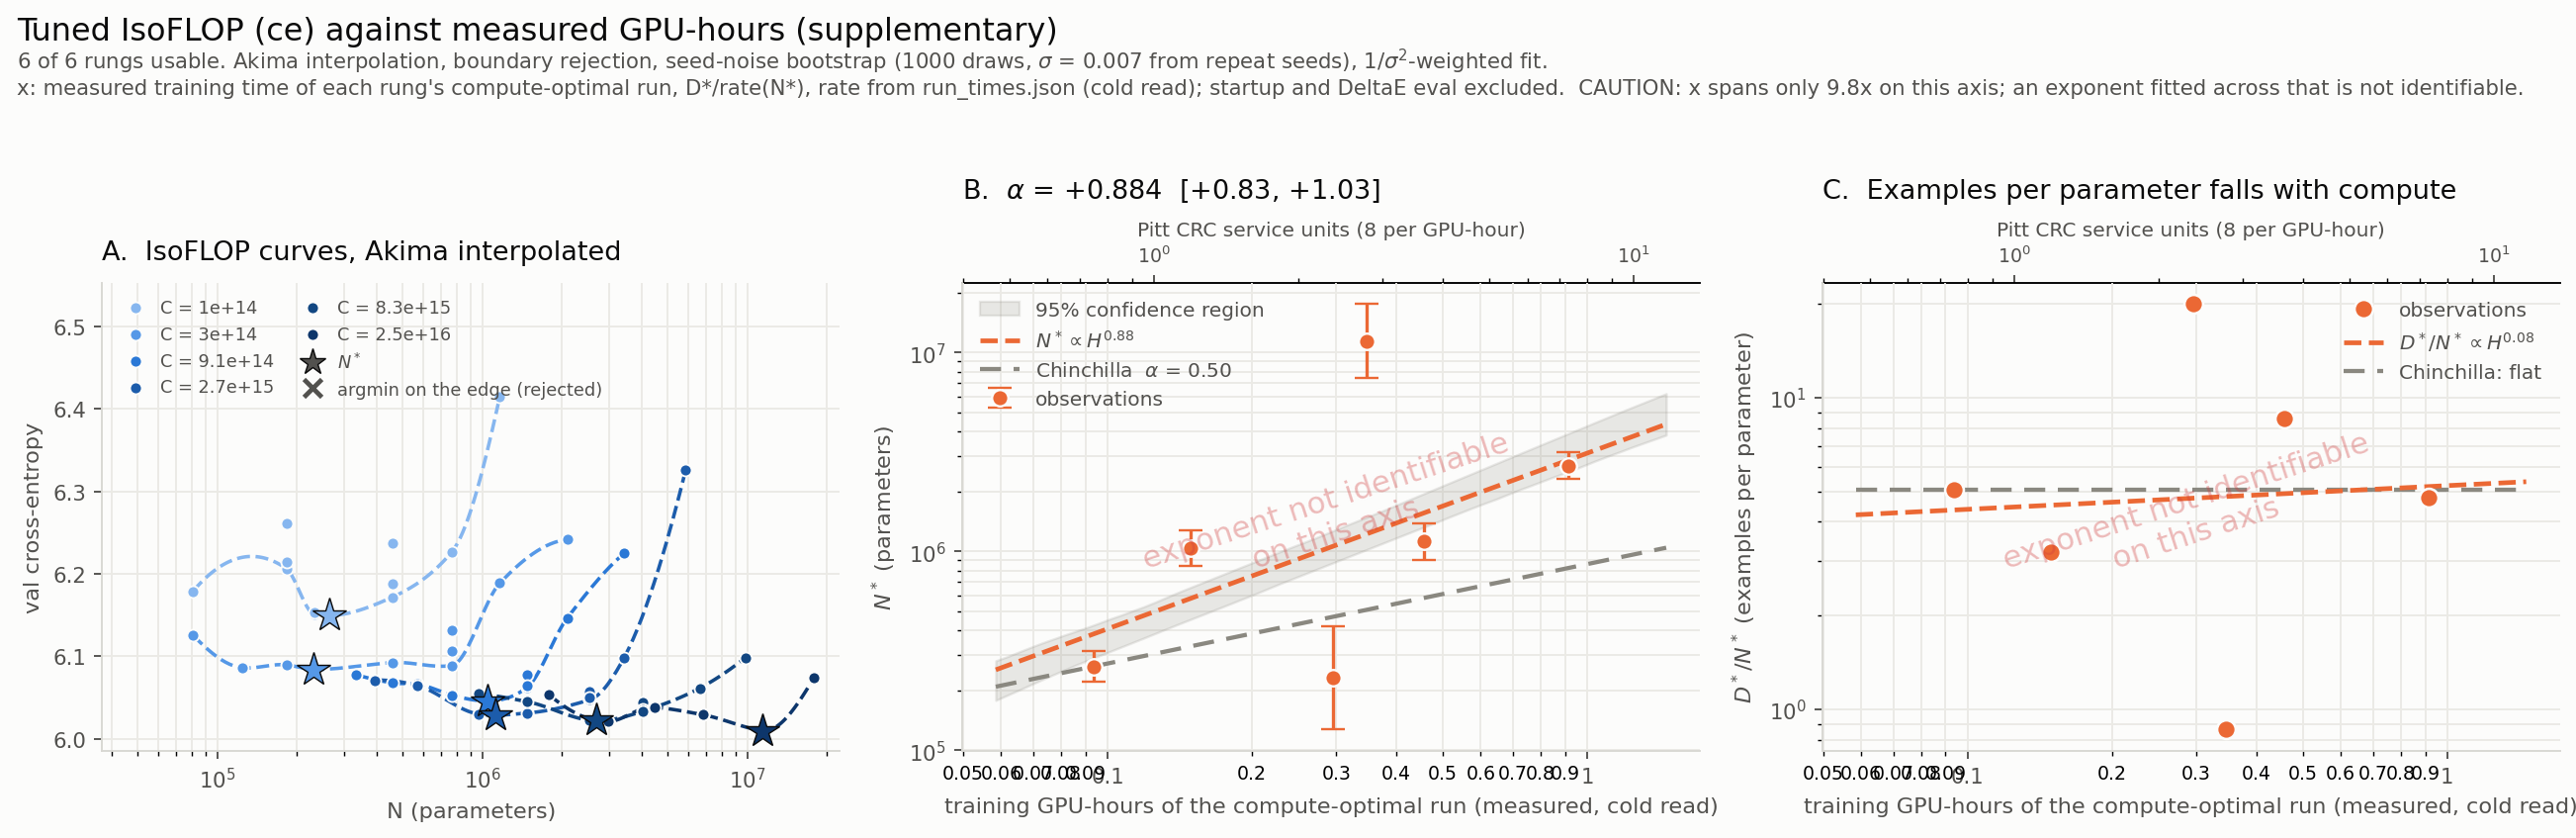 Tuned IsoFLOP (ce) against measured GPU-hours (supplementary)
6 of 6 rungs usable. Akima interpolation, boundary rejection, seed-noise bootstrap (1000 draws, σ = 0.007 from repeat seeds), 1/σ²-weighted fit.
x: measured training time of each rung's compute-optimal run, D*/rate(N*), rate from run_times.json (cold read); startup and DeltaE eval excluded.  CAUTION: x spans only 9.8x on this axis; an exponent fitted across that is not identifiable.
A.  IsoFLOP curves, Akima interpolated
C = 1e+14
C = 3e+14
C = 9.1e+14
C = 2.7e+15
C = 8.3e+15
C = 2.5e+16
N*
argmin on the edge (rejected)
val cross-entropy
6.5
6.4
6.3
6.2
6.1
6.0
10⁵
10⁶
10⁷
N (parameters)
B.  α = +0.884  [+0.83, +1.03]
Pitt CRC service units (8 per GPU-hour)
10⁰
10¹
95% confidence region
N* ∝ H^0.88
Chinchilla  α = 0.50
observations
exponent not identifiable
on this axis
N* (parameters)
10⁷
10⁶
10⁵
0.05
0.06
0.07
0.08
0.09
0.1
0.2
0.3
0.4
0.5
0.6
0.7
0.8
0.9
1
training GPU-hours of the compute-optimal run (measured, cold read)
C.  Examples per parameter falls with compute
Pitt CRC service units (8 per GPU-hour)
10⁰
10¹
observations
D*/N* ∝ H^0.08
Chinchilla: flat
exponent not identifiable
on this axis
D*/N* (examples per parameter)
10¹
10⁰
0.05
0.06
0.07
0.08
0.09
0.1
0.2
0.3
0.4
0.5
0.6
0.7
0.8
0.9
1
training GPU-hours of the compute-optimal run (measured, cold read)